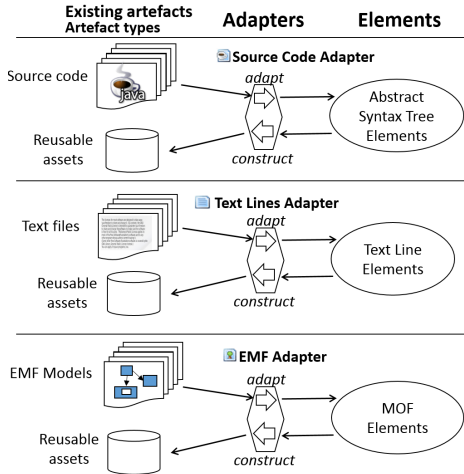 Existing artefacts
Artefact types
Adapters
Elements
Source code
java
Source Code Adapter
adapt
construct
Abstract
Syntax Tree
Elements
Reusable
assets
Text files
Text Lines Adapter
adapt
construct
Text Line
Elements
Reusable
assets
EMF Models
EMF Adapter
adapt
construct
MOF
Elements
Reusable
assets